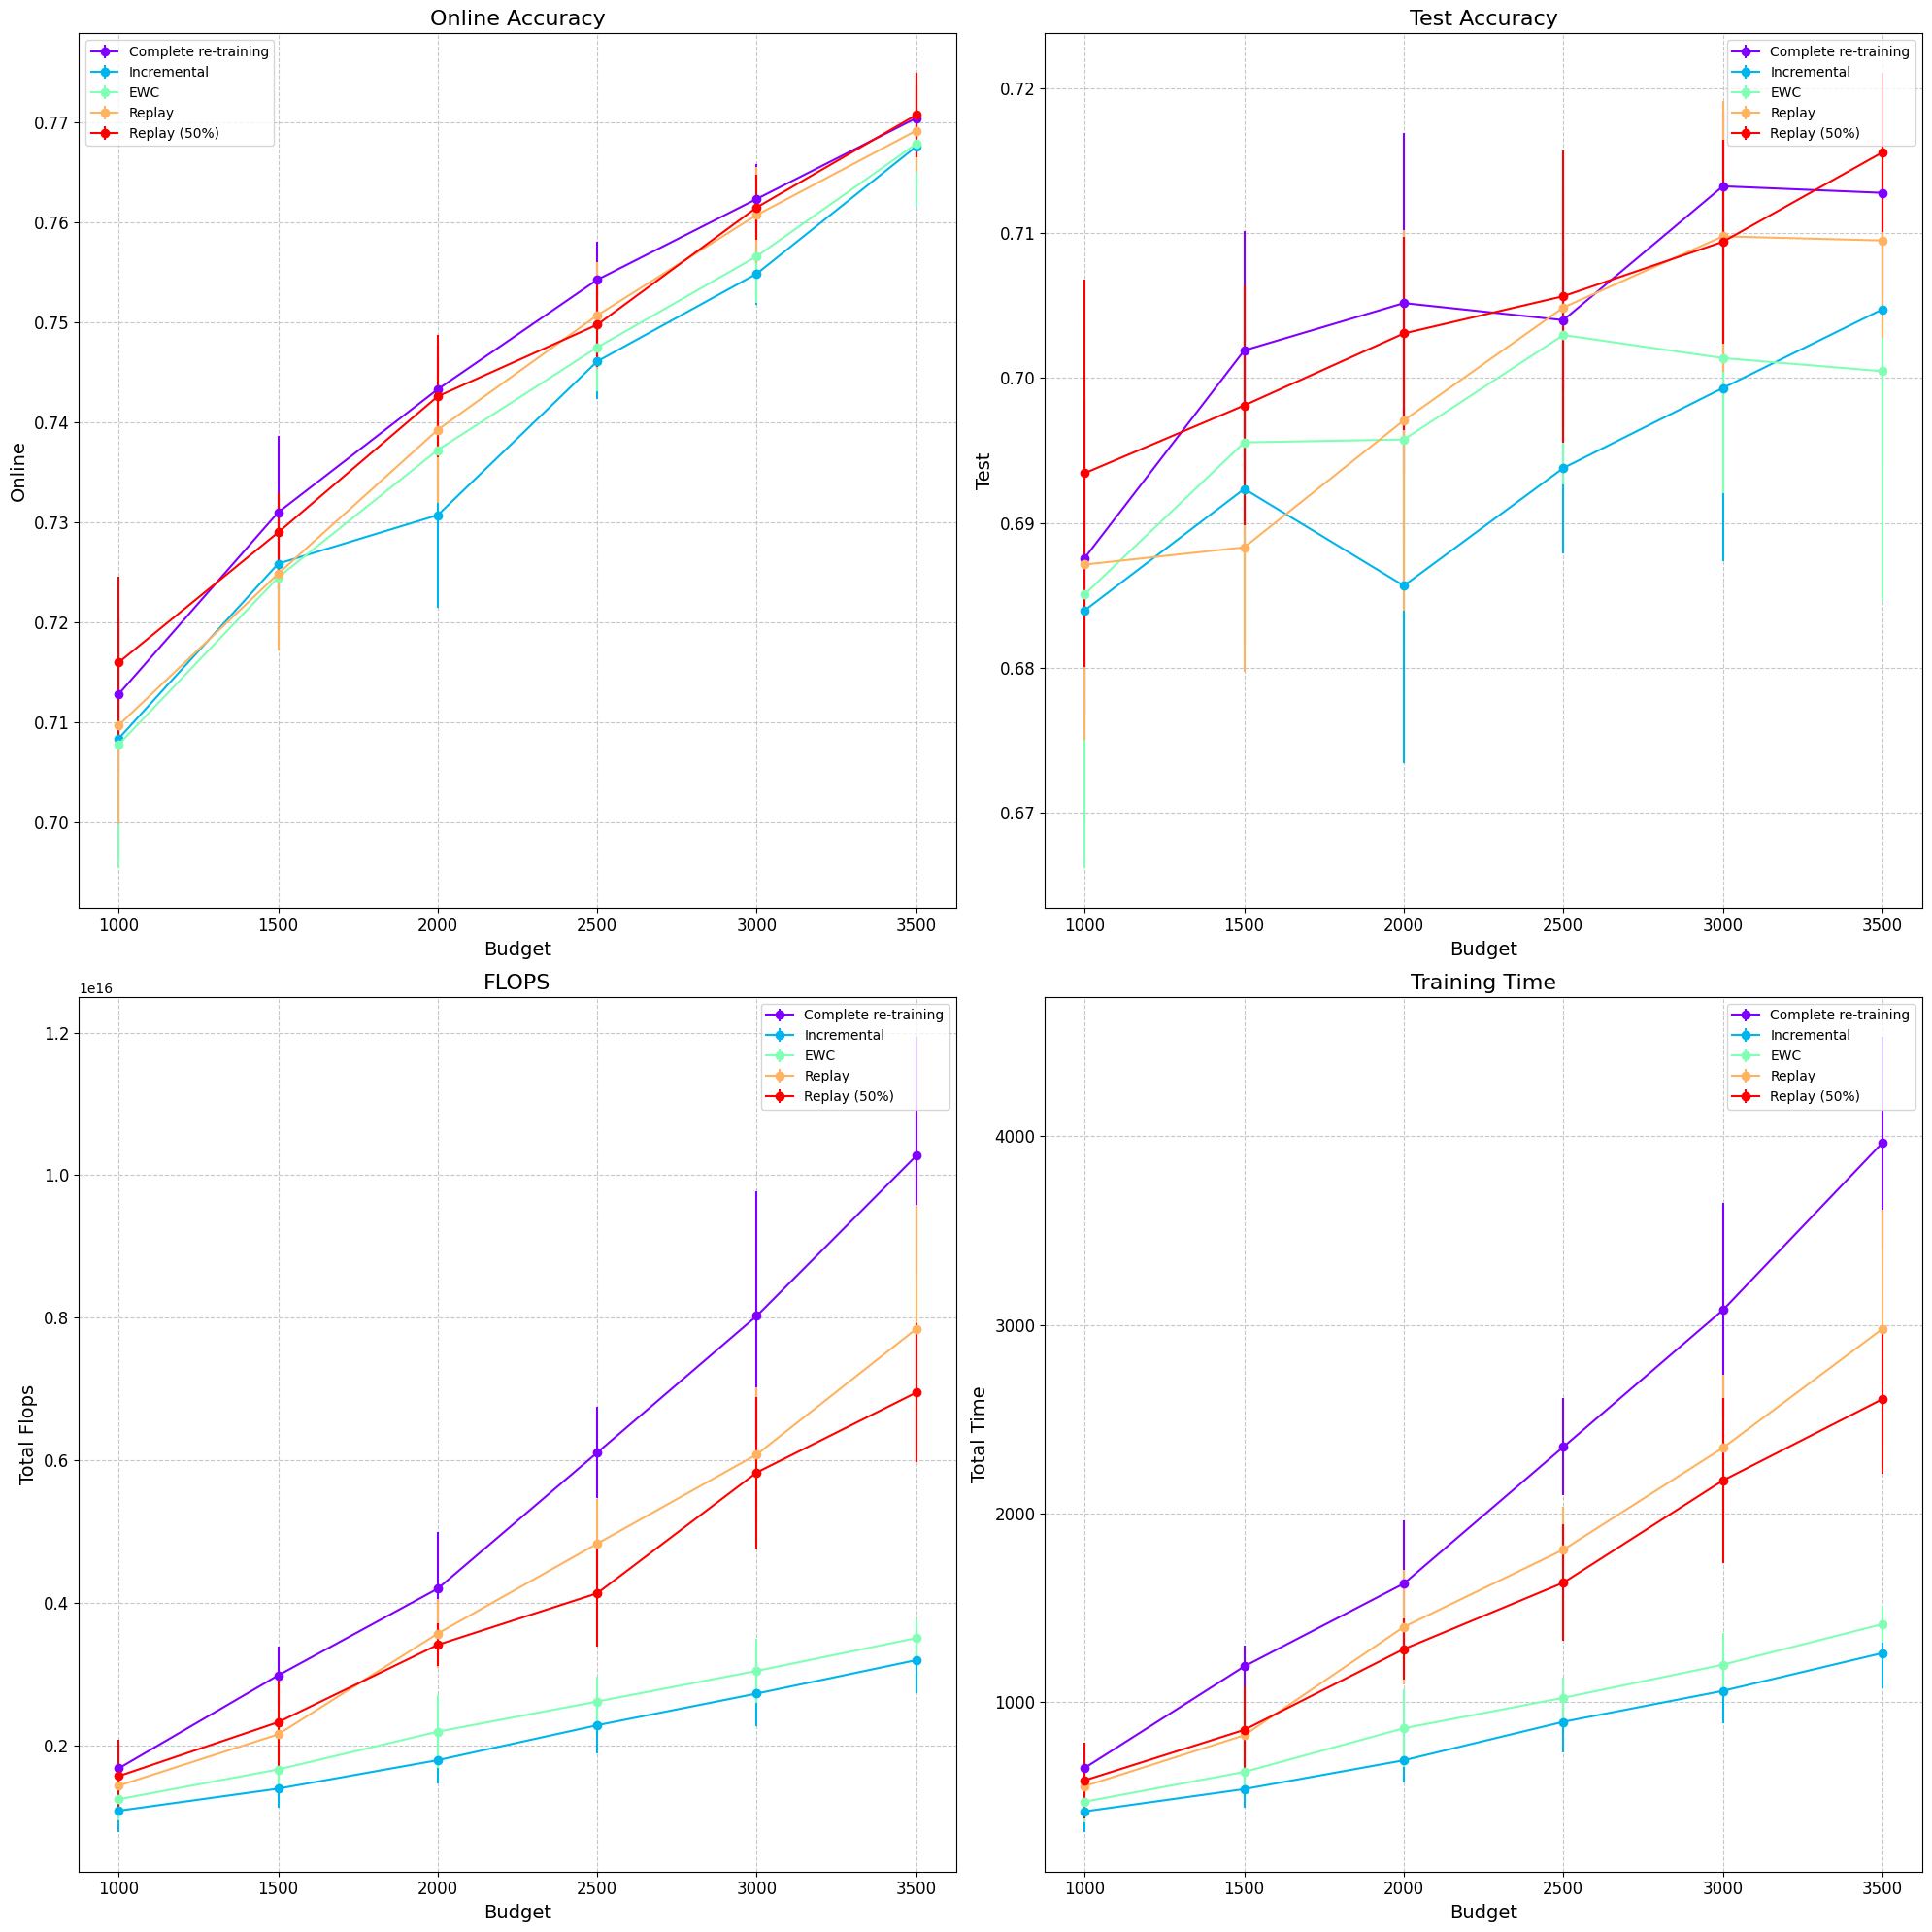 Online Accuracy
Complete re-training
Incremental
EWC
Replay
Replay (50%)
0.77
0.76
0.75
0.74
0.73
0.72
0.71
0.70
Online
1000 1500 2000 2500 3000 3500
Budget
Test Accuracy
Complete re-training
Incremental
EWC
Replay
Replay (50%)
0.72
0.71
0.70
0.69
0.68
0.67
Test
1000 1500 2000 2500 3000 3500
Budget
FLOPS
1e16
Complete re-training
Incremental
EWC
Replay
Replay (50%)
1.2
1.0
0.8
0.6
0.4
0.2
Total Flops
1000 1500 2000 2500 3000 3500
Budget
Training Time
Complete re-training
Incremental
EWC
Replay
Replay (50%)
4000
3000
2000
1000
Total Time
1000 1500 2000 2500 3000 3500
Budget